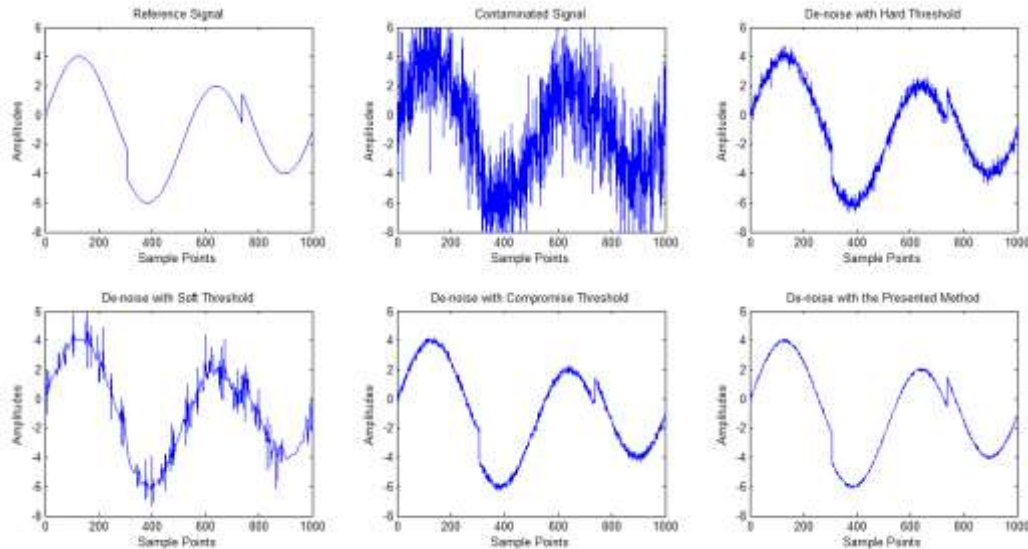 Reference Signal
Amplitudes
6
4
2
0
-2
-4
-6
-8
0 200 400 600 800 1000
Sample Points
Contaminated Signal
Amplitudes
6
4
2
0
-2
-4
-6
-8
0 200 400 600 800 1000
Sample Points
De-noise with Hard Threshold
Amplitudes
6
4
2
0
-2
-4
-6
-8
0 200 400 600 800 1000
Sample Points
De-noise with Soft Threshold
Amplitudes
6
4
2
0
-2
-4
-6
-8
0 200 400 600 800 1000
Sample Points
De-noise with Compromise Threshold
Amplitudes
6
4
2
0
-2
-4
-6
-8
0 200 400 600 800 1000
Sample Points
De-noise with the Presented Method
Amplitudes
6
4
2
0
-2
-4
-6
-8
0 200 400 600 800 1000
Sample Points